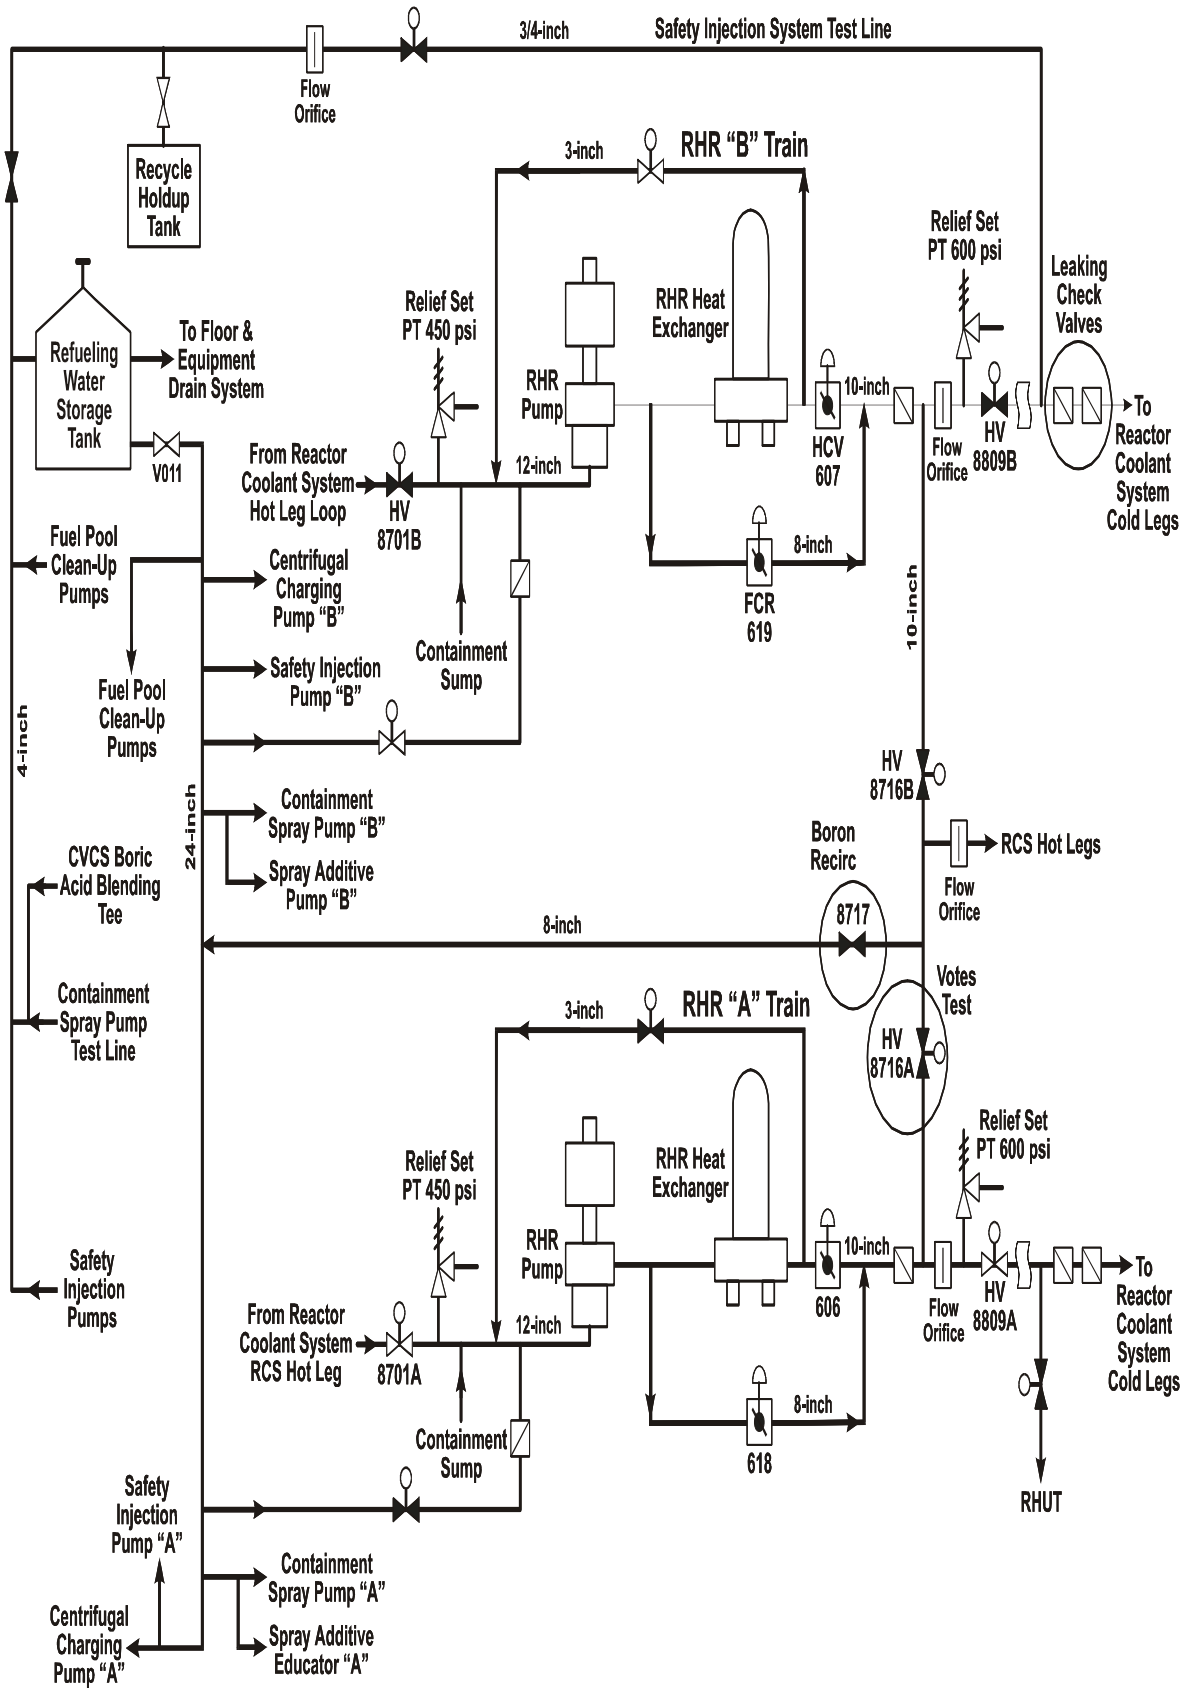 3/4-inch
Safety Injection System Test Line
Flow
Orifice
Recycle
Holdup
Tank
3-inch
RHR “B” Train
Relief Set
PT 600 psi
Leaking
Check
Valves
Relief Set
PT 450 psi
RHR Heat
Exchanger
To Floor &
Equipment
Drain System
Refueling
Water
Storage
Tank
RHR
Pump
10-inch
V011
From Reactor
Coolant System
Hot Leg Loop
12-inch
HV
8701B
HCV
607
Flow
Orifice
HV
8809B
To
Reactor
Coolant
System
Cold Legs
Fuel Pool
Clean-Up
Pumps
Centrifugal
Charging
Pump “B”
8-inch
FCR
619
10-inch
Containment
Sump
Safety Injection
Pump “B”
Fuel Pool
Clean-Up
Pumps
4-inch
24-inch
HV
8716B
Containment
Spray Pump “B”
Boron
Recirc
RCS Hot Legs
CVCS Boric
Acid Blending
Tee
Spray Additive
Pump “B”
Flow
Orifice
8717
8-inch
Votes
Test
Containment
Spray Pump
Test Line
3-inch
RHR “A” Train
HV
8716A
Relief Set
PT 600 psi
Relief Set
PT 450 psi
RHR Heat
Exchanger
Safety
Injection
Pumps
RHR
Pump
10-inch
From Reactor
Coolant System
RCS Hot Leg
12-inch
8701A
606
Flow
Orifice
HV
8809A
To
Reactor
Coolant
System
Cold Legs
8-inch
618
Containment
Sump
RHUT
Safety
Injection
Pump “A”
Containment
Spray Pump “A”
Centrifugal
Charging
Pump “A”
Spray Additive
Educator “A”